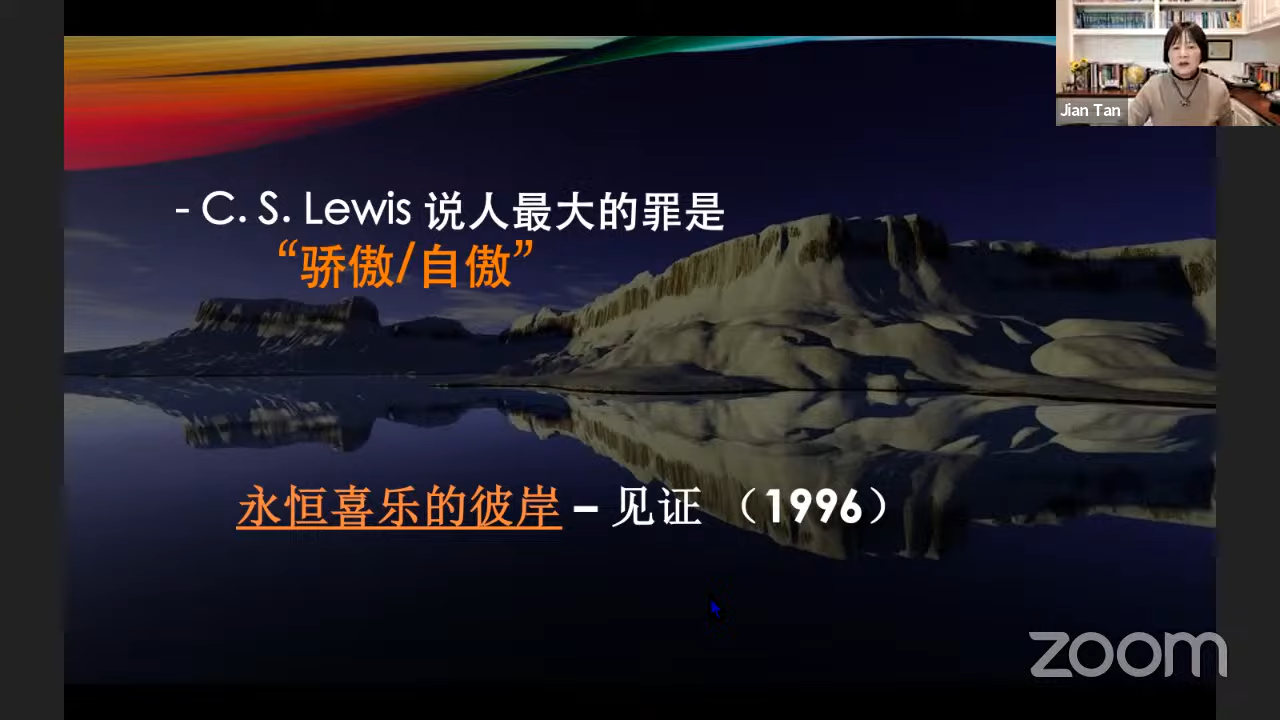 Jian Tan
- C. S. Lewis 说人最大的罪是
“骄傲/自傲”
永恒喜乐的彼岸 – 见证 （1996）
zoom